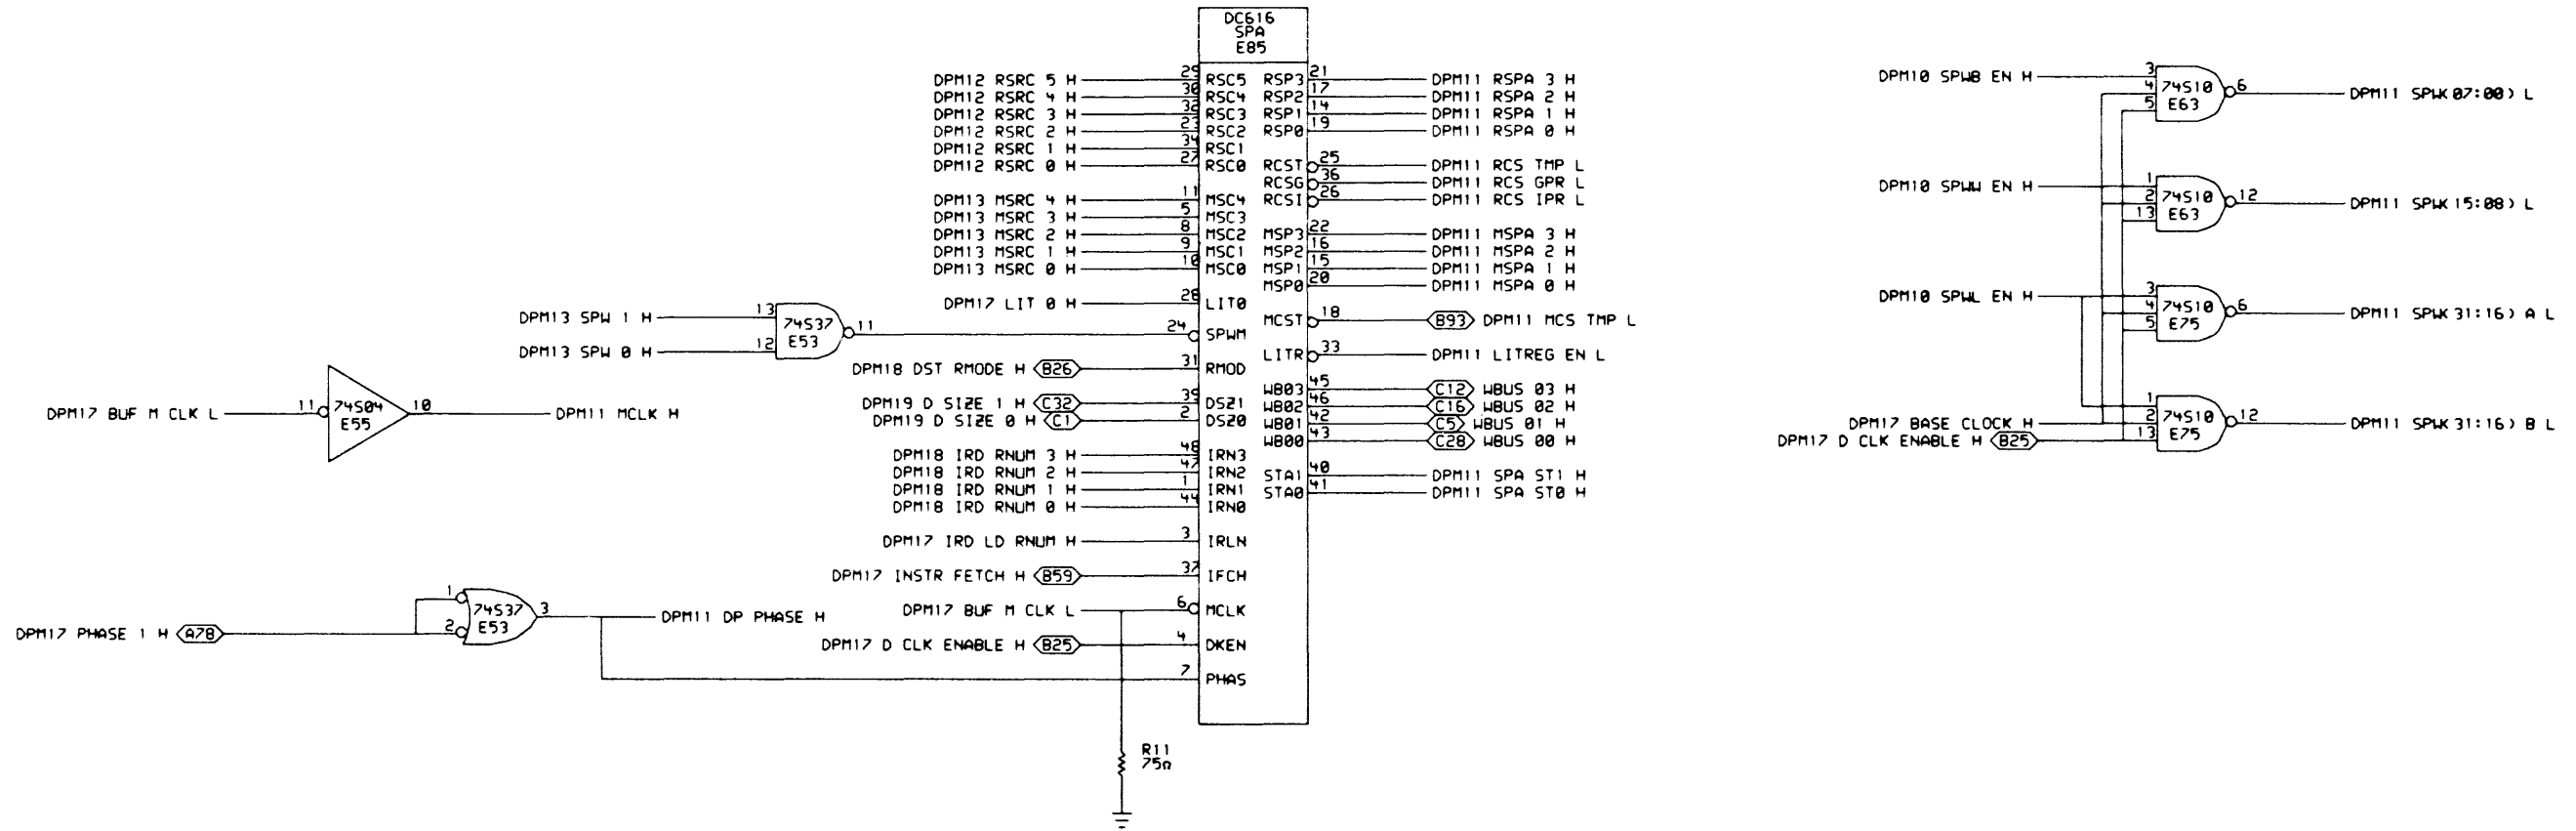 DC616
SPA
E85
DPM12 RSRC 5 H 29 RSC5 RSP3 21 DPM11 RSPA 3 H
DPM12 RSRC 4 H 30 RSC4 RSP2 17 DPM11 RSPA 2 H
DPM12 RSRC 3 H 32 RSC3 RSP1 14 DPM11 RSPA 1 H
DPM12 RSRC 2 H 23 RSC2 RSP0 19 DPM11 RSPA 0 H
DPM12 RSRC 1 H 34 RSC1
DPM12 RSRC 0 H 27 RSC0 RCST 25 DPM11 RCS TMP L
RCSG 36 DPM11 RCS GPR L
DPM13 MSRC 4 H 11 MSC4 RCSI 26 DPM11 RCS IPR L
DPM13 MSRC 3 H 5 MSC3
DPM13 MSRC 2 H 8 MSC2 MSP3 22 DPM11 MSPA 3 H
DPM13 MSRC 1 H 9 MSC1 MSP2 16 DPM11 MSPA 2 H
DPM13 MSRC 0 H 10 MSC0 MSP1 15 DPM11 MSPA 1 H
MSP0 20 DPM11 MSPA 0 H
DPM17 LIT 0 H 28 LIT0
DPM13 SPW 1 H 13 74S37 11 24 SPWM MCST 18 B93 DPM11 MCS TMP L
DPM13 SPW 0 H 12 E53
LITR 33 DPM11 LITREG EN L
DPM18 DST RMODE H B26 31 RMOD
WB03 45 C12 WBUS 03 H
DPM19 D SIZE 1 H C32 39 DSZ1 WB02 46 C16 WBUS 02 H
DPM19 D SIZE 0 H C1 2 DSZ0 WB01 42 C5 WBUS 01 H
WB00 43 C28 WBUS 00 H
DPM17 BUF M CLK L 11 74S04 10 DPM11 MCLK H
E55
DPM18 IRD RNUM 3 H 48 IRN3
DPM18 IRD RNUM 2 H 47 IRN2 STA1 40 DPM11 SPA ST1 H
DPM18 IRD RNUM 1 H 1 IRN1 STA0 41 DPM11 SPA ST0 H
DPM18 IRD RNUM 0 H 44 IRN0
DPM17 IRD LD RNUM H 3 IRLN
DPM17 INSTR FETCH H B59 37 IFCH
DPM17 BUF M CLK L 6 MCLK
DPM17 PHASE 1 H A78 1 2 74S37 3 DPM11 DP PHASE H
E53
DPM17 D CLK ENABLE H B25 4 DKEN
7 PHAS
R11
75Ω
DPM10 SPWB EN H 3 4 5 74S10 6 DPM11 SPW<07:00> L
E63
DPM10 SPWW EN H 1 2 13 74S10 12 DPM11 SPW<15:08> L
E63
DPM10 SPWL EN H 3 4 5 74S10 6 DPM11 SPW<31:16> A L
E75
1 74S10 12 DPM11 SPW<31:16> B L
DPM17 BASE CLOCK H 2 E75
DPM17 D CLK ENABLE H B25 13